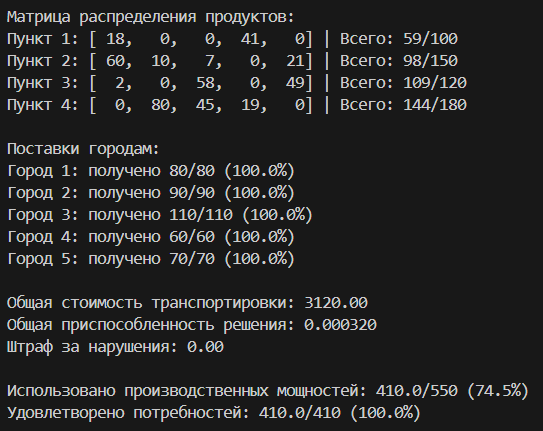 Матрица распределения продуктов:
Пункт 1: [ 18,   0,   0,  41,   0] | Всего: 59/100
Пункт 2: [ 60,  10,   7,   0,  21] | Всего: 98/150
Пункт 3: [  2,   0,  58,   0,  49] | Всего: 109/120
Пункт 4: [  0,  80,  45,  19,   0] | Всего: 144/180
Поставки городам:
Город 1: получено 80/80 (100.0%)
Город 2: получено 90/90 (100.0%)
Город 3: получено 110/110 (100.0%)
Город 4: получено 60/60 (100.0%)
Город 5: получено 70/70 (100.0%)
Общая стоимость транспортировки: 3120.00
Общая приспособленность решения: 0.000320
Штраф за нарушения: 0.00
Использовано производственных мощностей: 410.0/550 (74.5%)
Удовлетворено потребностей: 410.0/410 (100.0%)